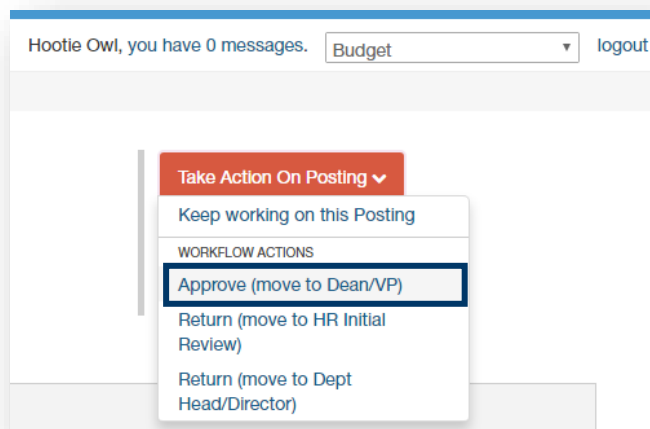 Hootie Owl, you have 0 messages. Budget logout
Take Action On Posting
Keep working on this Posting
WORKFLOW ACTIONS
Approve (move to Dean/VP)
Return (move to HR Initial
Review)
Return (move to Dept
Head/Director)